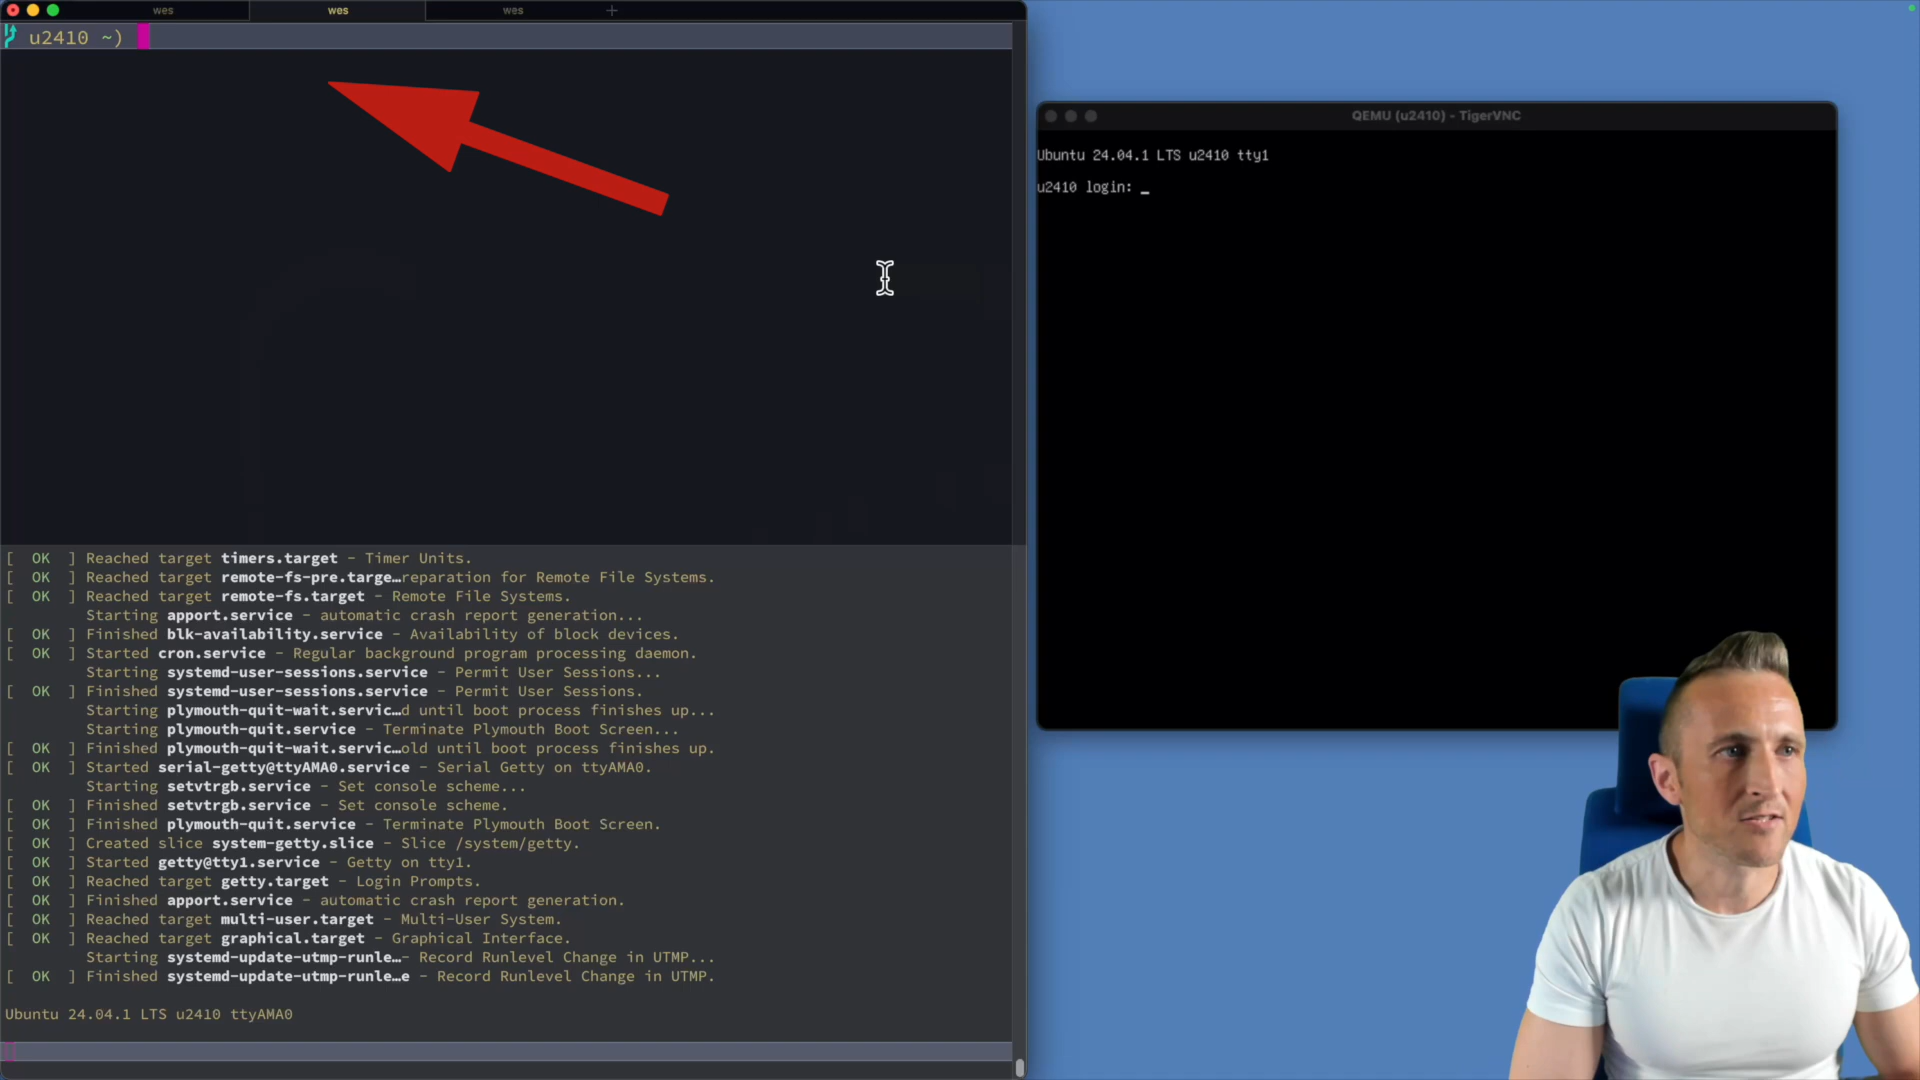 wes wes wes +
u2410 ~)
[ OK ] Reached target timers.target - Timer Units.
[ OK ] Reached target remote-fs-pre.targe…reparation for Remote File Systems.
[ OK ] Reached target remote-fs.target - Remote File Systems.
Starting apport.service - automatic crash report generation...
[ OK ] Finished blk-availability.service - Availability of block devices.
[ OK ] Started cron.service - Regular background program processing daemon.
Starting systemd-user-sessions.service - Permit User Sessions...
[ OK ] Finished systemd-user-sessions.service - Permit User Sessions.
Starting plymouth-quit-wait.servic…d until boot process finishes up...
Starting plymouth-quit.service - Terminate Plymouth Boot Screen...
[ OK ] Finished plymouth-quit-wait.servic…old until boot process finishes up.
[ OK ] Started serial-getty@ttyAMA0.service - Serial Getty on ttyAMA0.
Starting setvtrgb.service - Set console scheme...
[ OK ] Finished setvtrgb.service - Set console scheme.
[ OK ] Finished plymouth-quit.service - Terminate Plymouth Boot Screen.
[ OK ] Created slice system-getty.slice - Slice /system/getty.
[ OK ] Started getty@tty1.service - Getty on tty1.
[ OK ] Reached target getty.target - Login Prompts.
[ OK ] Finished apport.service - automatic crash report generation.
[ OK ] Reached target multi-user.target - Multi-User System.
[ OK ] Reached target graphical.target - Graphical Interface.
Starting systemd-update-utmp-runle…- Record Runlevel Change in UTMP...
[ OK ] Finished systemd-update-utmp-runle…e - Record Runlevel Change in UTMP.
Ubuntu 24.04.1 LTS u2410 ttyAMA0
QEMU (u2410) - TigerVNC
Ubuntu 24.04.1 LTS u2410 tty1
u2410 login: _